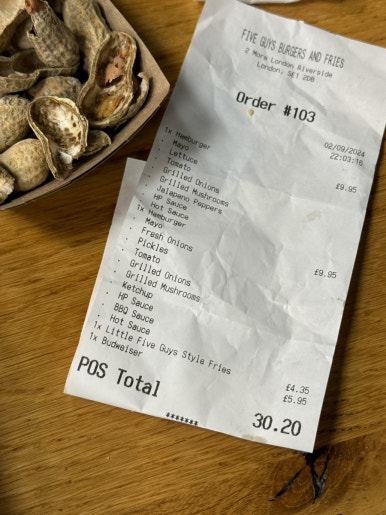 FIVE GUYS BURGERS AND FRIES
2 More London Riverside
London, SE1 2DB
Order #103
02/09/2024
22:03:16
1x Hamburger £9.95
· Mayo
· Lettuce
· Tomato
· Grilled Onions
· Grilled Mushrooms
· Jalapeno Peppers
· HP Sauce
· Hot Sauce
1x Hamburger £9.95
· Mayo
· Fresh Onions
· Pickles
· Tomato
· Grilled Onions
· Grilled Mushrooms
· Ketchup
· HP Sauce
· BBQ Sauce
· Hot Sauce
1x Little Five Guys Style Fries £4.35
1x Budweiser £5.95
POS Total 30.20
*******